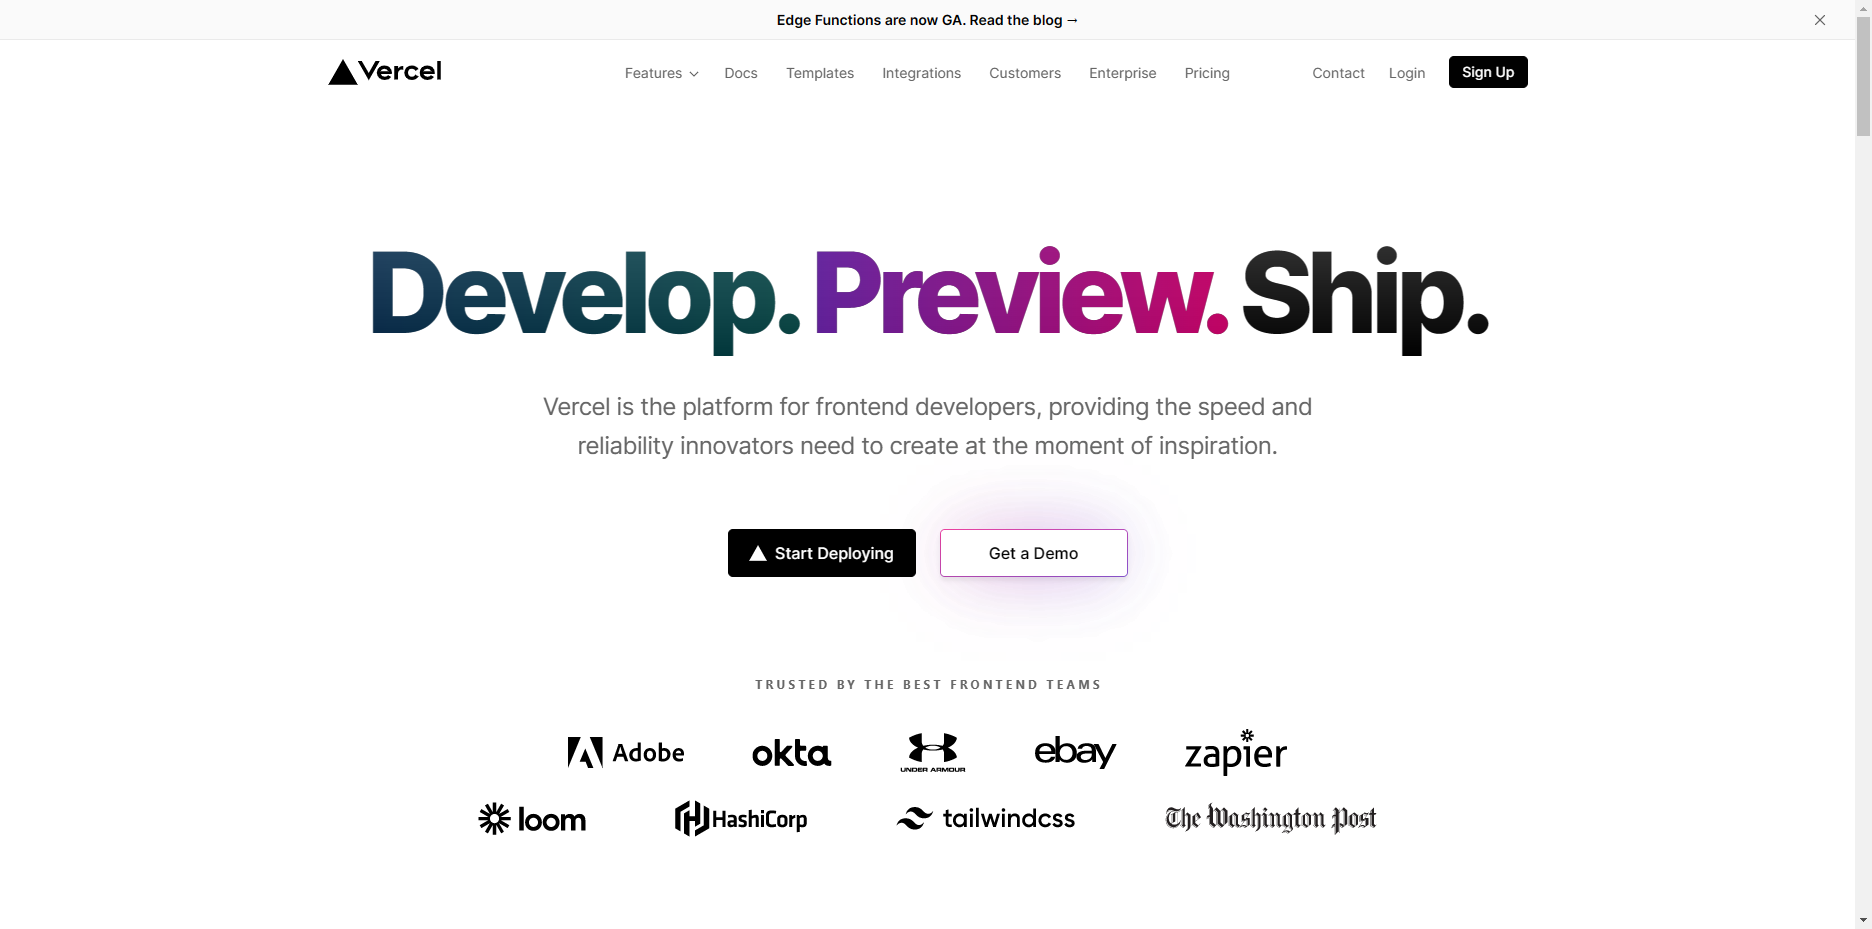 Edge Functions are now GA. Read the blog →
Vercel
Features Docs Templates Integrations Customers Enterprise Pricing Contact Login Sign Up
Develop. Preview. Ship.
Vercel is the platform for frontend developers, providing the speed and
reliability innovators need to create at the moment of inspiration.
Start Deploying Get a Demo
TRUSTED BY THE BEST FRONTEND TEAMS
Adobe okta UNDER ARMOUR ebay zapier
loom HashiCorp tailwindcss The Washington Post